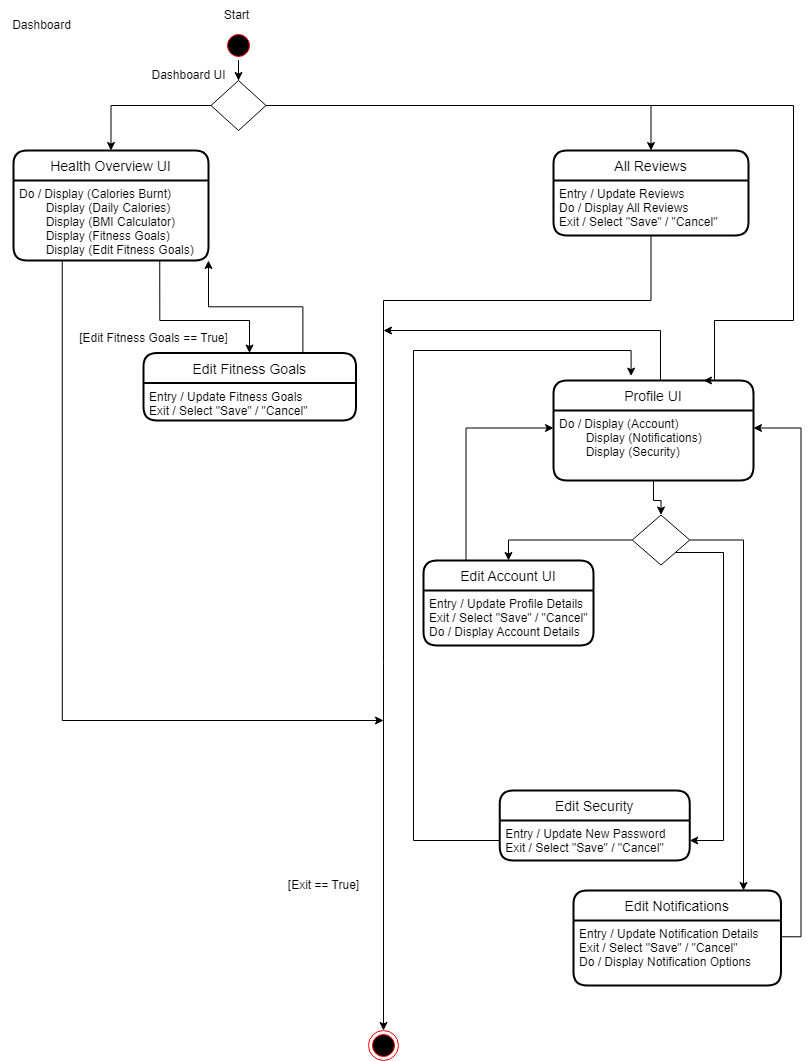 Start
Dashboard
Dashboard UI
Health Overview UI
Do / Display (Calories Burnt)
Display (Daily Calories)
Display (BMI Calculator)
Display (Fitness Goals)
Display (Edit Fitness Goals)
All Reviews
Entry / Update Reviews
Do / Display All Reviews
Exit / Select "Save" / "Cancel"
[Edit Fitness Goals == True]
Edit Fitness Goals
Entry / Update Fitness Goals
Exit / Select "Save" / "Cancel"
Profile UI
Do / Display (Account)
Display (Notifications)
Display (Security)
Edit Account UI
Entry / Update Profile Details
Exit / Select "Save" / "Cancel"
Do / Display Account Details
Edit Security
Entry / Update New Password
Exit / Select "Save" / "Cancel"
[Exit == True]
Edit Notifications
Entry / Update Notification Details
Exit / Select "Save" / "Cancel"
Do / Display Notification Options